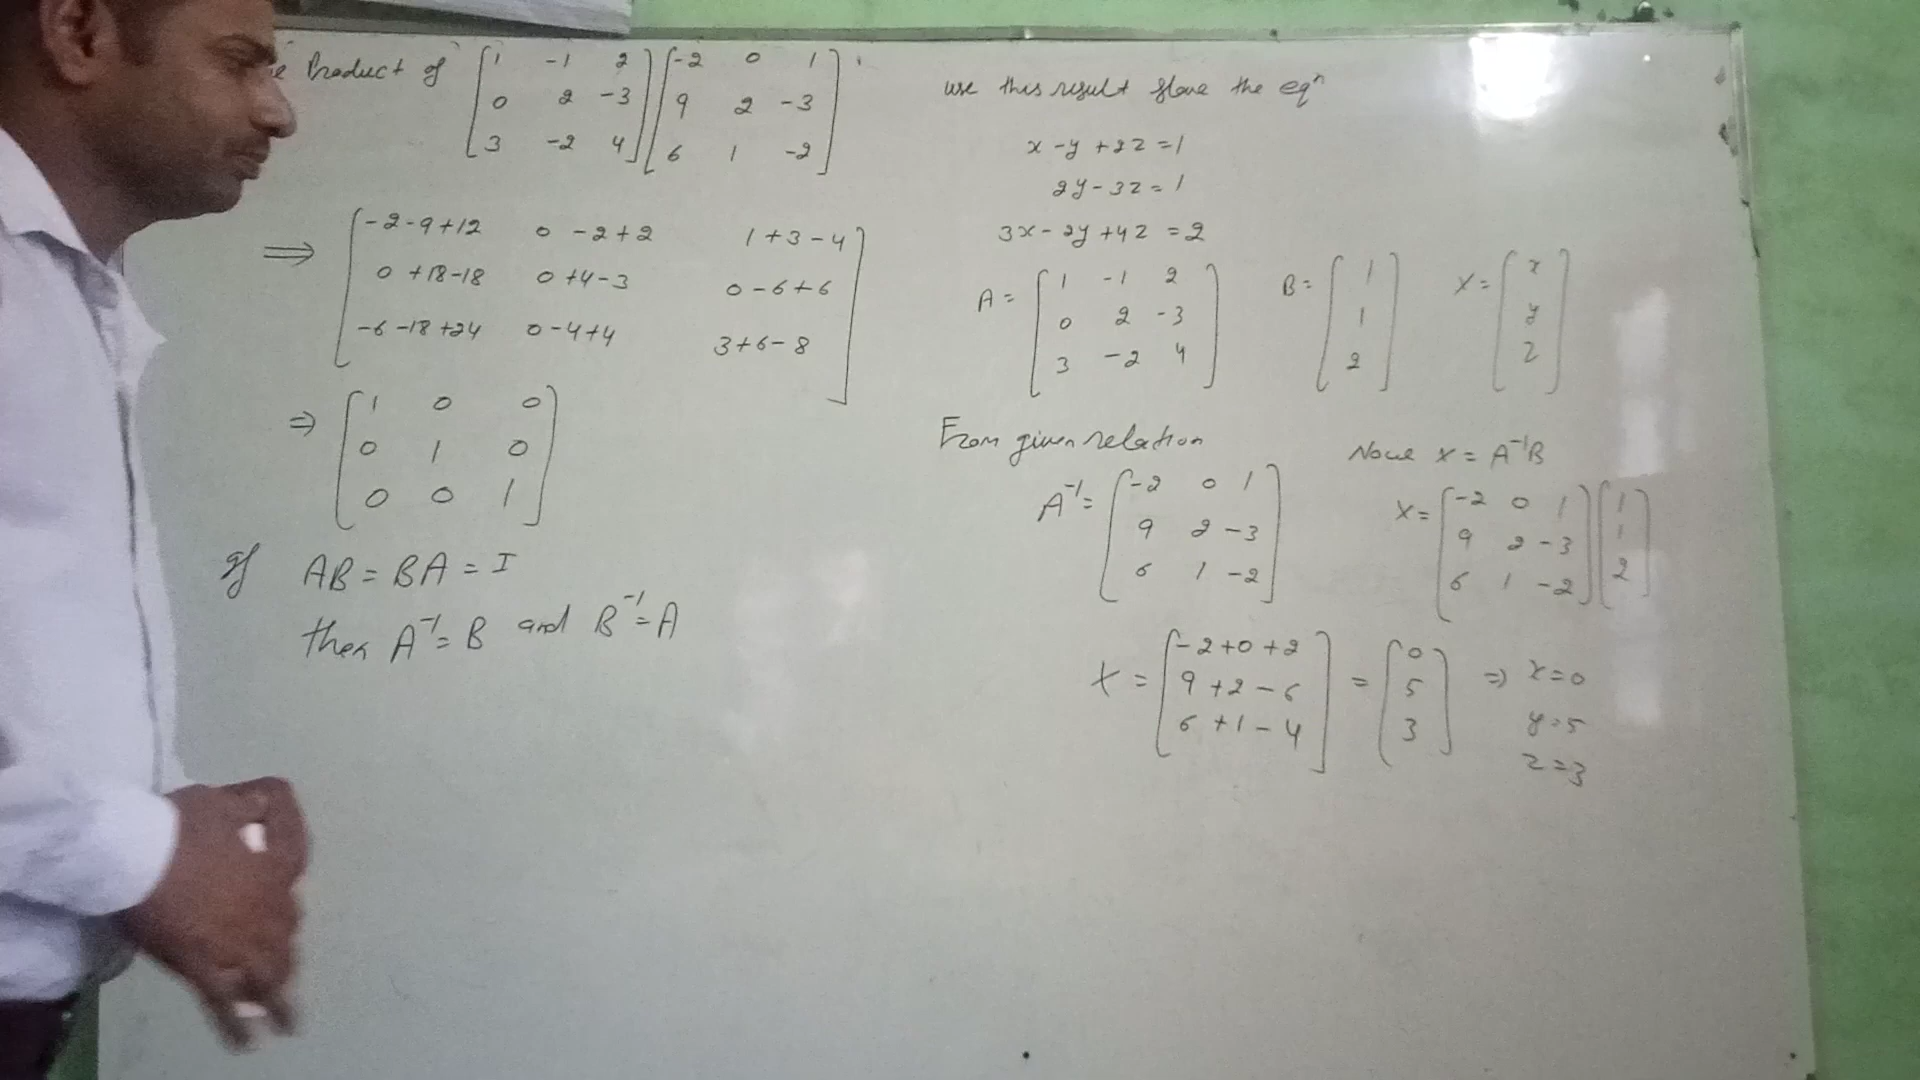 Product of [1 -1 2] [-2 0 1]
[0 2 -3] [9 2 -3]
[3 -2 4] [6 1 -2]
⇒ [-2-9+12 0-2+2 1+3-4]
[0+18-18 0+4-3 0-6+6]
[-6-18+24 0-4+4 3+6-8]
⇒ [1 0 0]
[0 1 0]
[0 0 1]
If AB = BA = I
then A⁻¹ = B and B⁻¹ = A
use this result slove the eqⁿ
x - y + 2z = 1
2y - 3z = 1
3x - 2y + 4z = 2
A = [1 -1 2] B = [1] X = [x]
[0 2 -3] [1] [y]
[3 -2 4] [2] [z]
From given relation
A⁻¹ = [-2 0 1]
[9 2 -3]
[6 1 -2]
X = A⁻¹B
X = [-2 0 1] [1]
[9 2 -3] [1]
[6 1 -2] [2]
X = [-2+0+2] = [0] ⇒ x=0
[9+2-6] [5] y=5
[6+1-4] [3] z=3